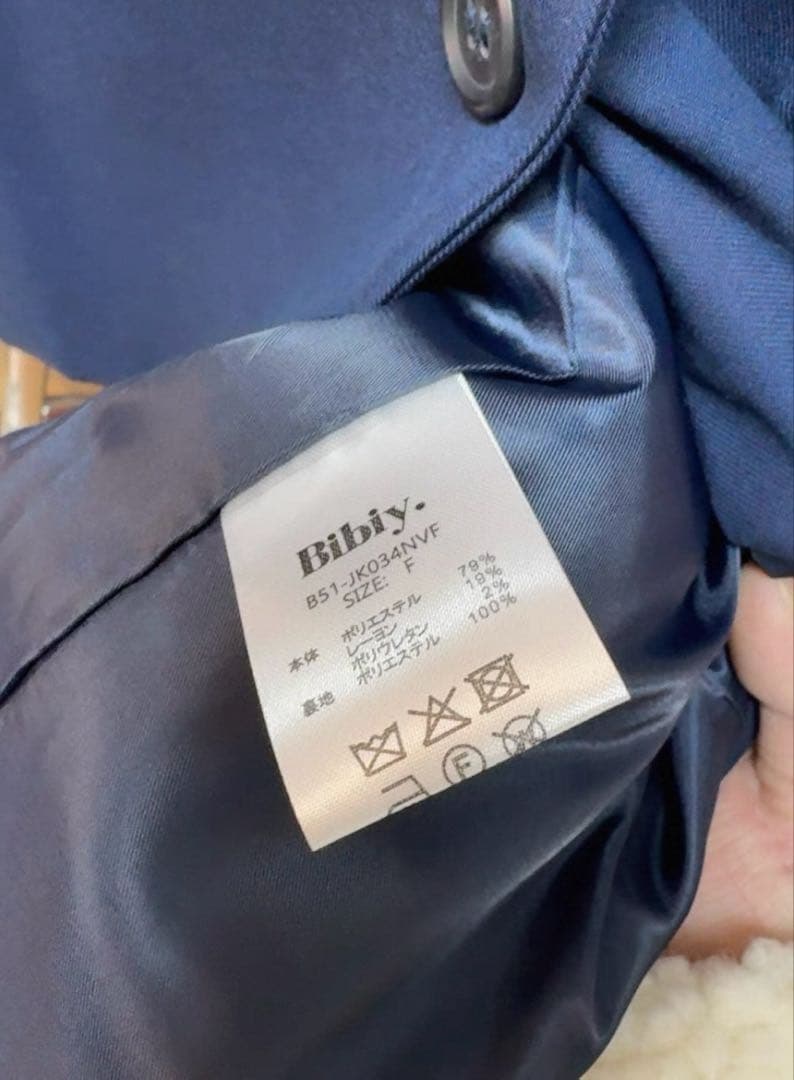 Bibiy.
B51-JK034NVF
SIZE: F
本体 ポリエステル 79%
レーヨン 19%
ポリウレタン 2%
裏地 ポリエステル 100%
F